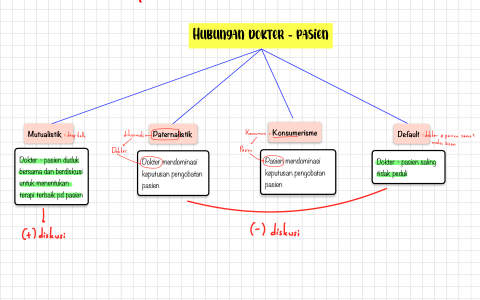 HUBUNGAN DOKTER - PASIEN
Mutualistik
Paternalistik
Konsumerisme
Default
Dokter
Pasien
Dokter - pasien duduk
bersama dan berdiskusi
untuk menentukan
terapi terbaik pd pasien
Dokter mendominasi
keputusan pengobatan
pasien
Pasien mendominasi
keputusan pengobatan
pasien
Dokter - pasien saling
tidak peduli
(+) diskusi
(-) diskusi